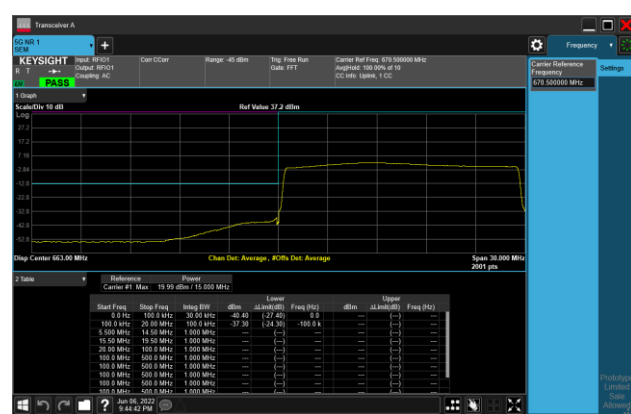 Transceiver A
5G NR 1
SEM
+
Frequency
KEYSIGHT
R T
PASS
Input: RFIO1
Output: RFIO1
Coupling: AC
Corr CCorr
Range: -45 dBm
Trig: Free Run
Gate: FFT
Carrier Ref Freq: 670.500000 MHz
Avg|Hold: 100.00% of 10
CC Info: Uplink, 1 CC
Carrier Reference
Frequency
670.500000 MHz
Settings
1 Graph
Scale/Div 10 dB
Ref Value 37.2 dBm
Log
27.2
17.2
7.18
-2.84
-12.8
-22.8
-32.8
-42.8
-52.8
Disp Center 663.00 MHz
Chan Det: Average , #Offs Det: Average
Span 30.000 MHz
2001 pts
2 Table
Reference Power
Carrier #1 Max 19.99 dBm / 15.000 MHz
Lower Upper
Start Freq Stop Freq Integ BW dBm ΔLimit(dB) Freq (Hz) dBm ΔLimit(dB) Freq (Hz)
0.0 Hz 100.0 kHz 30.00 kHz -40.40 (-27.40) 0.0 --- (---) ---
100.0 kHz 20.00 MHz 100.0 kHz -37.30 (-24.30) -100.0 k --- (---) ---
5.500 MHz 14.50 MHz 1.000 MHz --- (---) --- --- (---) ---
15.50 MHz 19.50 MHz 1.000 MHz --- (---) --- --- (---) ---
20.00 MHz 100.0 MHz 1.000 MHz --- (---) --- --- (---) ---
100.0 MHz 500.0 MHz 1.000 MHz --- (---) --- --- (---) ---
100.0 MHz 500.0 MHz 1.000 MHz --- (---) --- --- (---) ---
100.0 MHz 500.0 MHz 1.000 MHz --- (---) --- --- (---) ---
100.0 MHz 500.0 MHz 1.000 MHz --- (---) --- --- (---) ---
Prototype
Limited
Sale
Allowed
?
Jun 06, 2022
9:44:42 PM